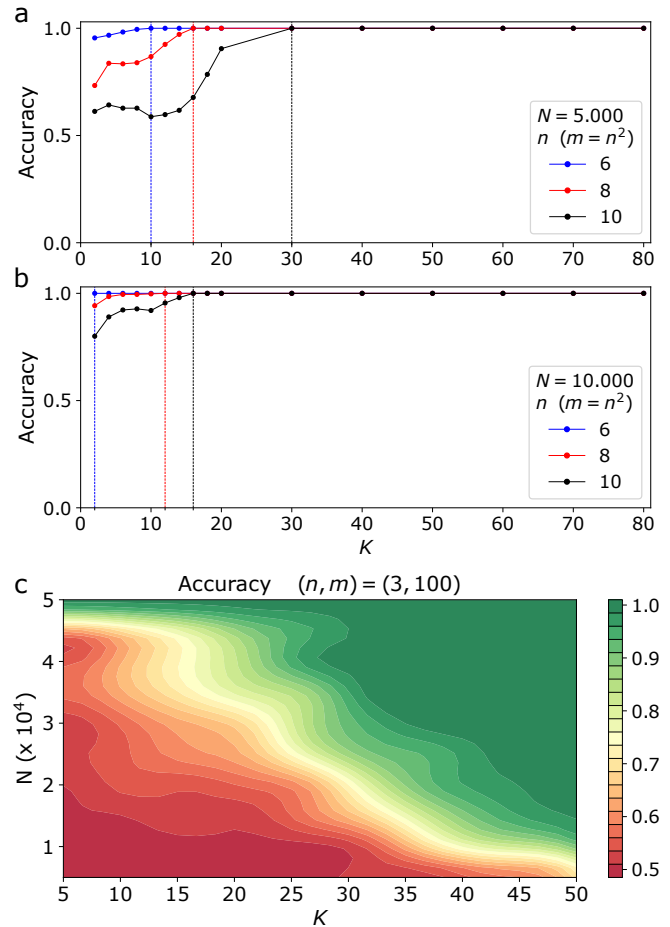 a
Accuracy
1.0
0.5
0.0
0 10 20 30 40 50 60 70 80
N = 5.000
n (m = n²)
6
8
10
b
Accuracy
1.0
0.5
0.0
0 10 20 30 40 50 60 70 80
K
N = 10.000
n (m = n²)
6
8
10
c
Accuracy (n, m) = (3, 100)
N (x 10⁴)
5
4
3
2
1
5 10 15 20 25 30 35 40 45 50
K
1.0
0.9
0.8
0.7
0.6
0.5